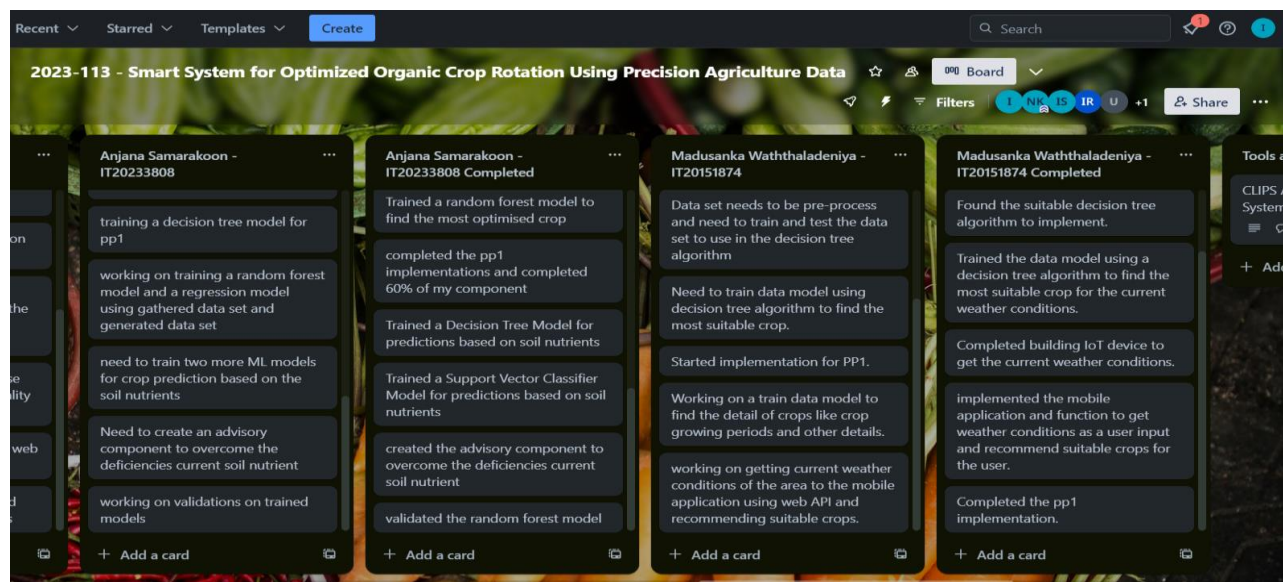 Recent
Starred
Templates
Create
Search
1
I
2023-113 - Smart System for Optimized Organic Crop Rotation Using Precision Agriculture Data
Board
Filters
I
NK
IS
IR
U
+1
Share
on
the
se
lity
web
d
Anjana Samarakoon -
IT20233808
training a decision tree model for
pp1
working on training a random forest
model and a regression model
using gathered data set and
generated data set
need to train two more ML models
for crop prediction based on the
soil nutrients
Need to create an advisory
component to overcome the
deficiencies current soil nutrient
working on validations on trained
models
+ Add a card
Anjana Samarakoon -
IT20233808 Completed
Trained a random forest model to
find the most optimised crop
completed the pp1
implementations and completed
60% of my component
Trained a Decision Tree Model for
predictions based on soil nutrients
Trained a Support Vector Classifier
Model for predictions based on soil
nutrients
created the advisory component to
overcome the deficiencies current
soil nutrient
validated the random forest model
+ Add a card
Madusanka Waththaladeniya -
IT20151874
Data set needs to be pre-process
and need to train and test the data
set to use in the decision tree
algorithm
Need to train data model using
decision tree algorithm to find the
most suitable crop.
Started implementation for PP1.
Working on a train data model to
find the detail of crops like crop
growing periods and other details.
working on getting current weather
conditions of the area to the mobile
application using web API and
recommending suitable crops.
+ Add a card
Madusanka Waththaladeniya -
IT20151874 Completed
Found the suitable decision tree
algorithm to implement.
Trained the data model using a
decision tree algorithm to find the
most suitable crop for the current
weather conditions.
Completed building IoT device to
get the current weather conditions.
implemented the mobile
application and function to get
weather conditions as a user input
and recommend suitable crops for
the user.
Completed the pp1
implementation.
+ Add a card
Tools a
CLIPS
System
+ Add